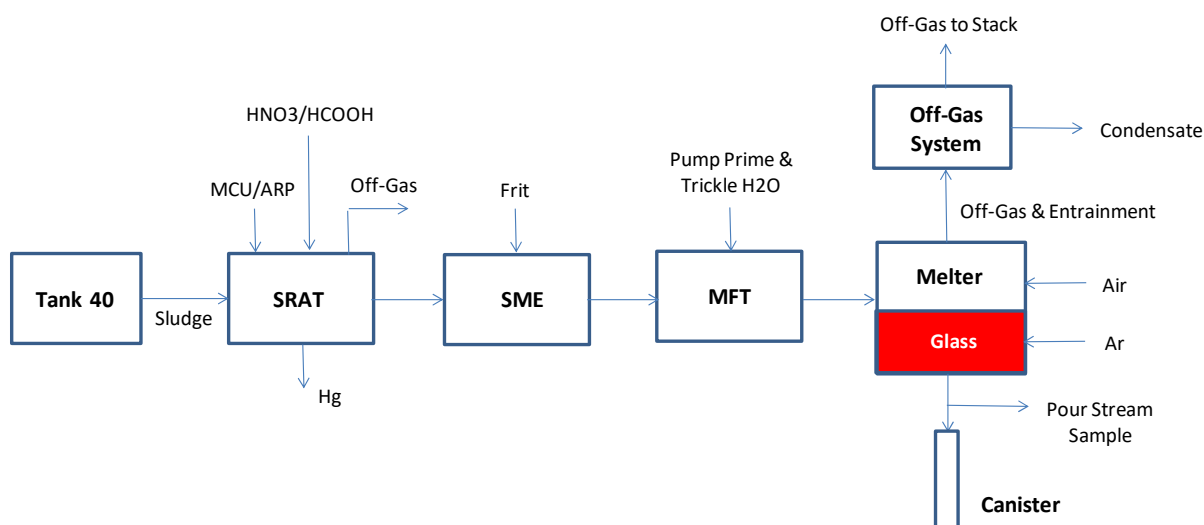 Off-Gas to Stack
HNO3/HCOOH
Off-Gas
System
Condensate
Pump Prime &
Trickle H2O
MCU/ARP
Off-Gas
Frit
Off-Gas & Entrainment
Tank 40
Sludge
SRAT
SME
MFT
Melter
Air
Glass
Ar
Hg
Pour Stream
Sample
Canister